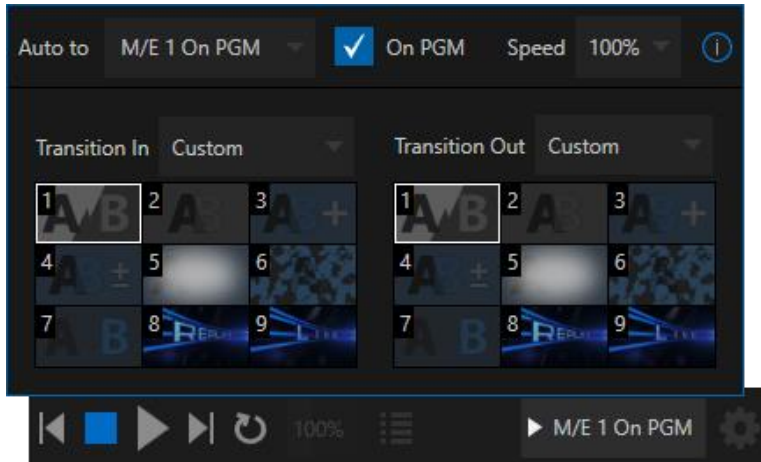 Auto to M/E 1 On PGM On PGM Speed 100% i
Transition In Custom Transition Out Custom
1 A B 2 A B 3 A + 1 A B 2 A B 3 A +
4 A ± 5 6 4 A ± 5 6
7 A B 8 9 7 A B 8 9
100% M/E 1 On PGM